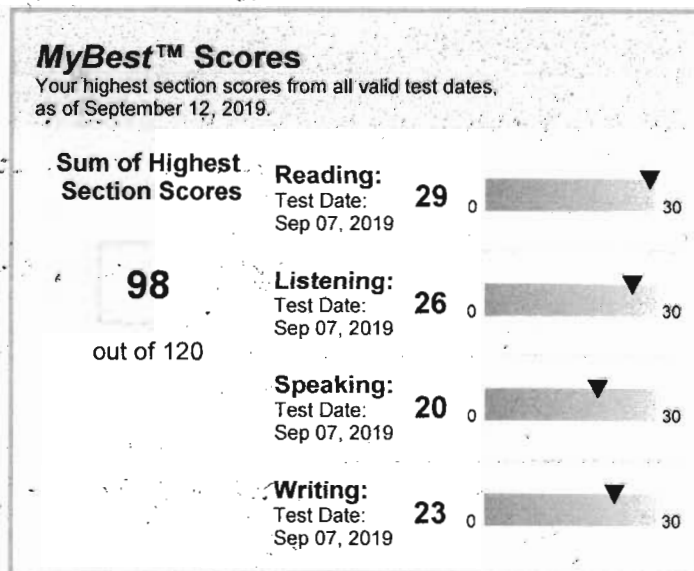 MyBest™ Scores
Your highest section scores from all valid test dates,
as of September 12, 2019.
Sum of Highest
Section Scores
98
out of 120
Reading:
Test Date:
Sep 07, 2019
29
0
30
Listening:
Test Date:
Sep 07, 2019
26
0
30
Speaking:
Test Date:
Sep 07, 2019
20
0
30
Writing:
Test Date:
Sep 07, 2019
23
0
30